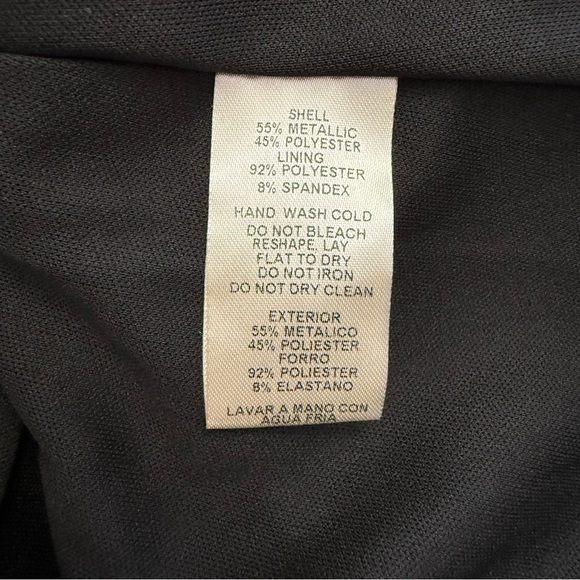 SHELL
55% METALLIC
45% POLYESTER
LINING
92% POLYESTER
8% SPANDEX
HAND WASH COLD
DO NOT BLEACH
RESHAPE, LAY
FLAT TO DRY
DO NOT IRON
DO NOT DRY CLEAN
EXTERIOR
55% METALICO
45% POLIESTER
FORRO
92% POLIESTER
8% ELASTANO
LAVAR A MANO CON
AGUA FRIA